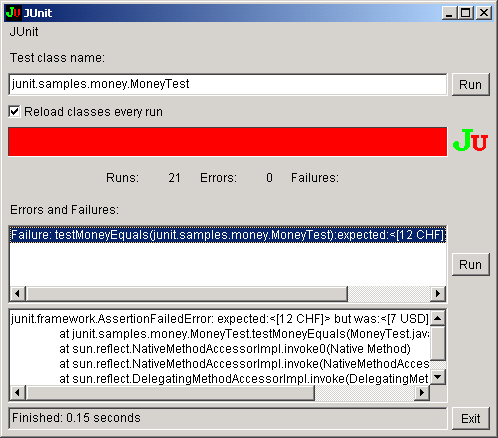 JU JUnit
JUnit
Test class name:
junit.samples.money.MoneyTest
Run
Reload classes every run
JU
Runs: 21 Errors: 0 Failures:
Errors and Failures:
Failure: testMoneyEquals(junit.samples.money.MoneyTest):expected:<[12 CHF]
Run
junit.framework.AssertionFailedError: expected:<[12 CHF]> but was:<[7 USD]
at junit.samples.money.MoneyTest.testMoneyEquals(MoneyTest.java
at sun.reflect.NativeMethodAccessorImpl.invoke0(Native Method)
at sun.reflect.NativeMethodAccessorImpl.invoke(NativeMethodAcces
at sun.reflect.DelegatingMethodAccessorImpl.invoke(DelegatingMet
Finished: 0.15 seconds
Exit